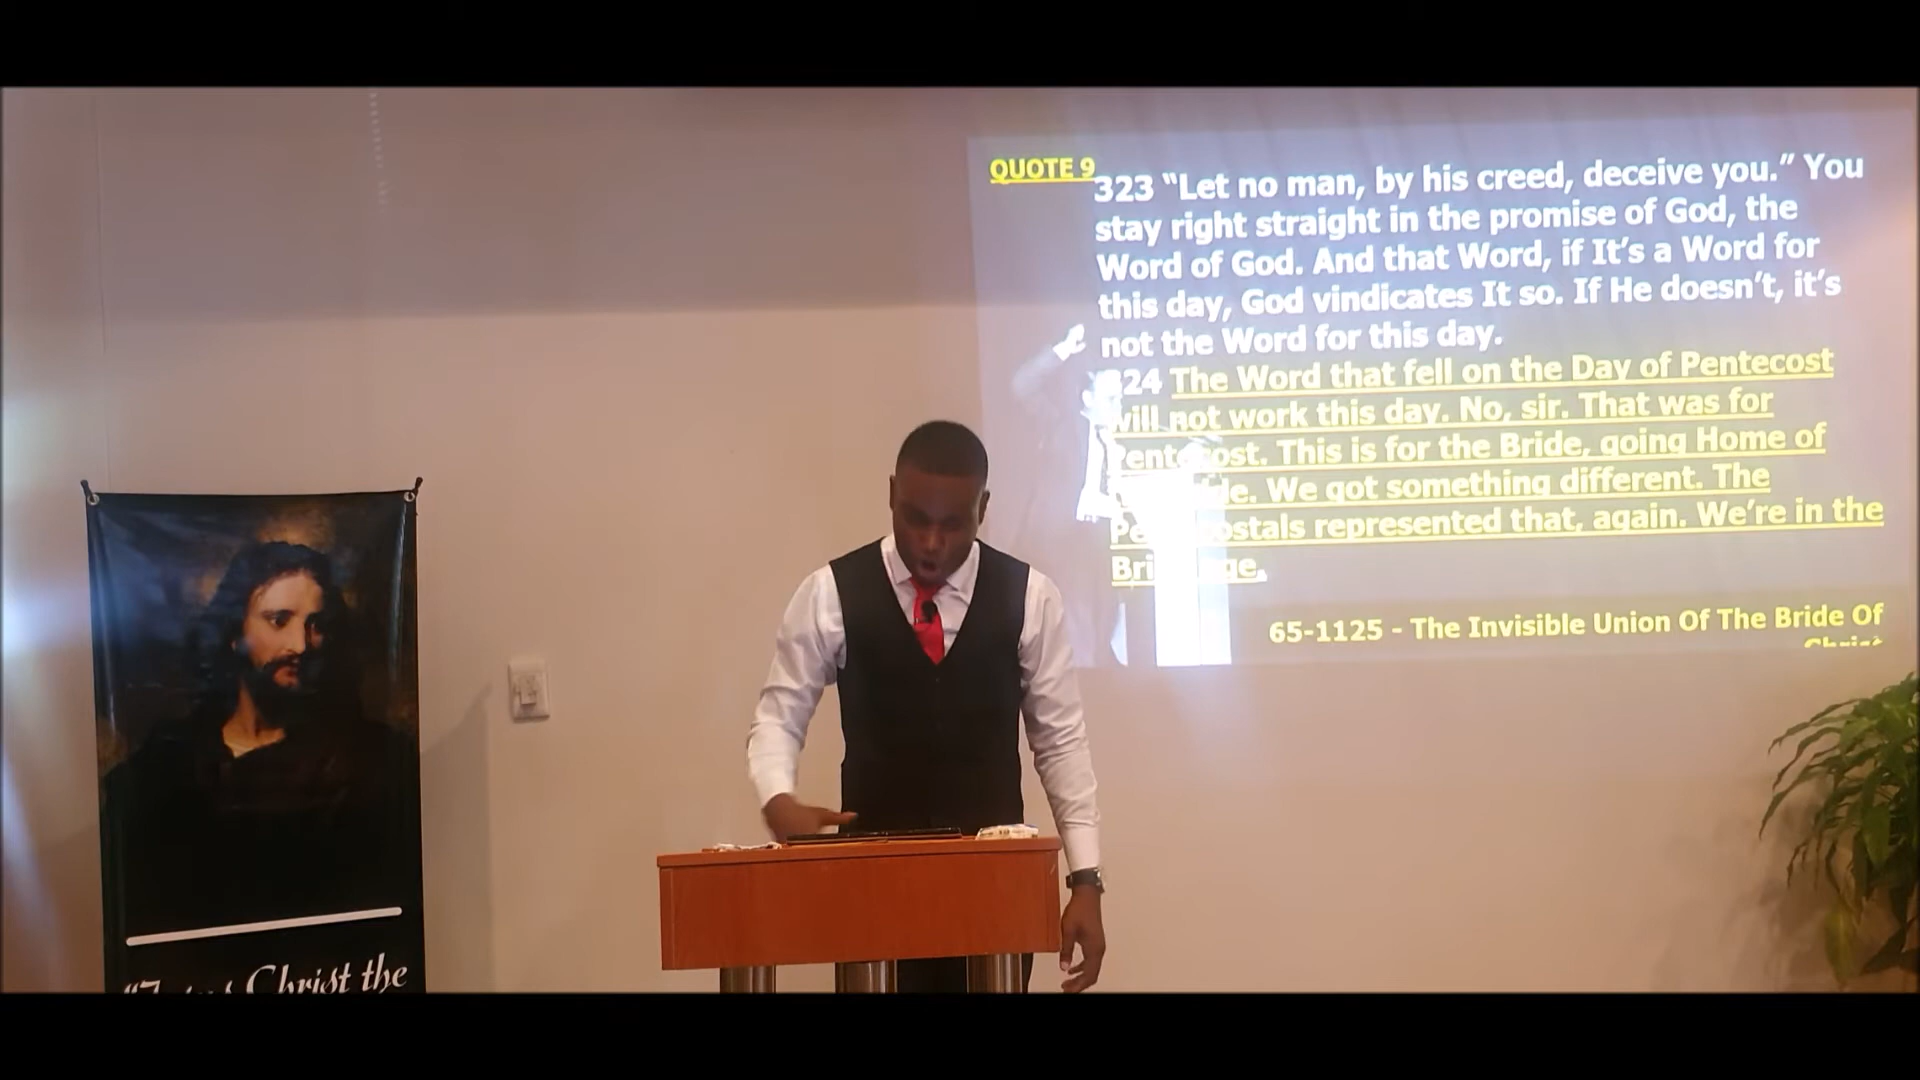 QUOTE 9
323 “Let no man, by his creed, deceive you.” You
stay right straight in the promise of God, the
Word of God. And that Word, if It’s a Word for
this day, God vindicates It so. If He doesn’t, it’s
not the Word for this day.
24 The Word that fell on the Day of Pentecost
will not work this day. No, sir. That was for
Pentecost. This is for the Bride, going Home of
We got something different. The
represented that, again. We’re in the
65-1125 - The Invisible Union Of The Bride Of
Christ
Christ the